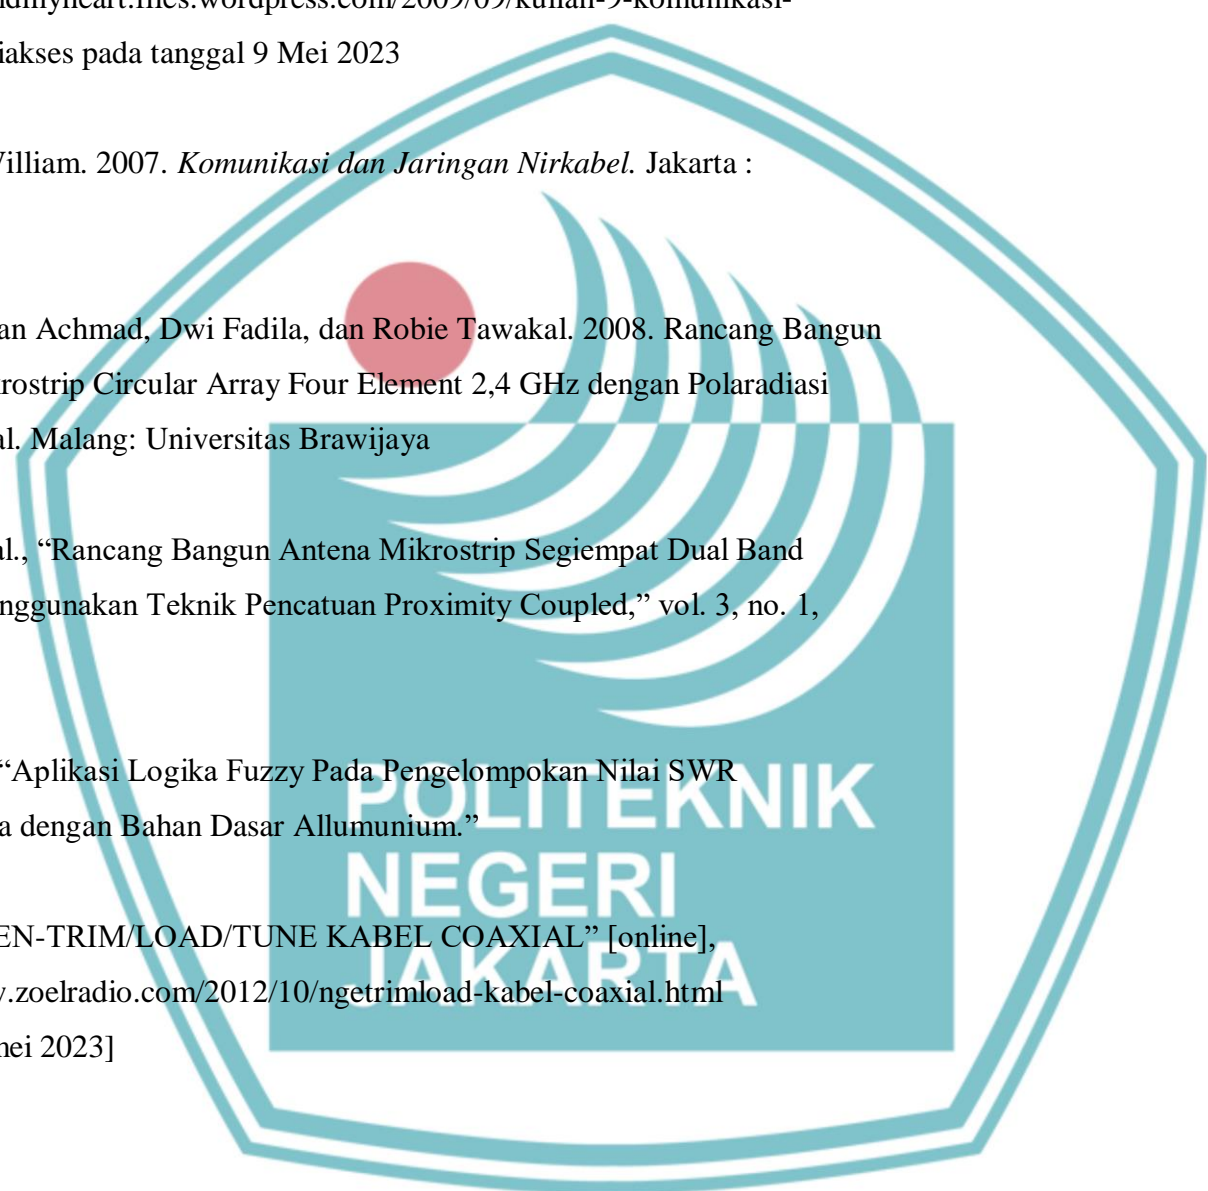 iakses pada tanggal 9 Mei 2023
William. 2007. Komunikasi dan Jaringan Nirkabel. Jakarta :
an Achmad, Dwi Fadila, dan Robie Tawakal. 2008. Rancang Bangun
rostrip Circular Array Four Element 2,4 GHz dengan Polaradiasi
al. Malang: Universitas Brawijaya
al., “Rancang Bangun Antena Mikrostrip Segiempat Dual Band
nggunakan Teknik Pencatuan Proximity Coupled,” vol. 3, no. 1,
“Aplikasi Logika Fuzzy Pada Pengelompokan Nilai SWR
a dengan Bahan Dasar Allumunium.”
EN-TRIM/LOAD/TUNE KABEL COAXIAL” [online],
.zoelradio.com/2012/10/ngetrimload-kabel-coaxial.html
nei 2023]
POLITEKNIK
NEGERI
JAKARTA